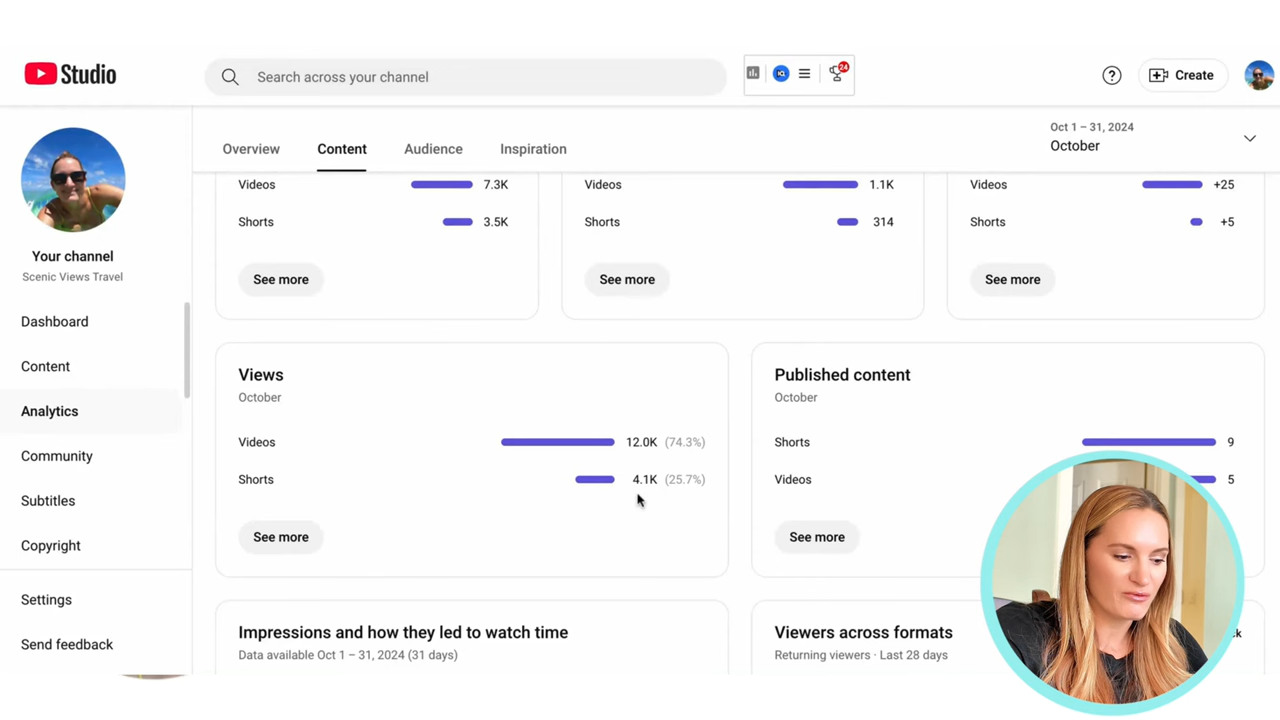 Studio
Search across your channel
24
Create
Oct 1 – 31, 2024
October
Overview Content Audience Inspiration
Your channel
Scenic Views Travel
Dashboard
Content
Analytics
Community
Subtitles
Copyright
Settings
Send feedback
Videos 7.3K
Shorts 3.5K
See more
Videos 1.1K
Shorts 314
See more
Videos +25
Shorts +5
See more
Views
October
Videos 12.0K (74.3%)
Shorts 4.1K (25.7%)
See more
Published content
October
Shorts 9
Videos 5
See more
Impressions and how they led to watch time
Data available Oct 1 – 31, 2024 (31 days)
Viewers across formats
Returning viewers · Last 28 days